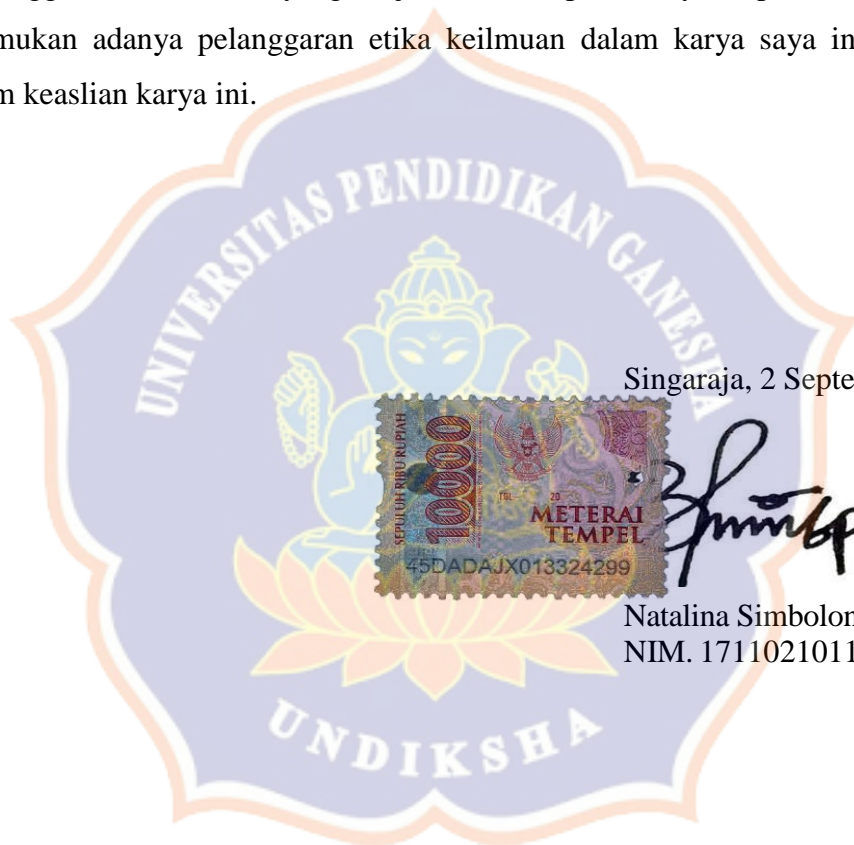 mukan adanya pelanggaran etika keilmuan dalam karya saya in
m keaslian karya ini.
UNIVERSITAS PENDIDIKAN GANESHA
Singaraja, 2 Septe
SEPULUH RIBU RUPIAH
10000
TGL 20
METERAI
TEMPEL
45DADAJX013324299
Natalina Simbolon
NIM. 1711021011
UNDIKSHA